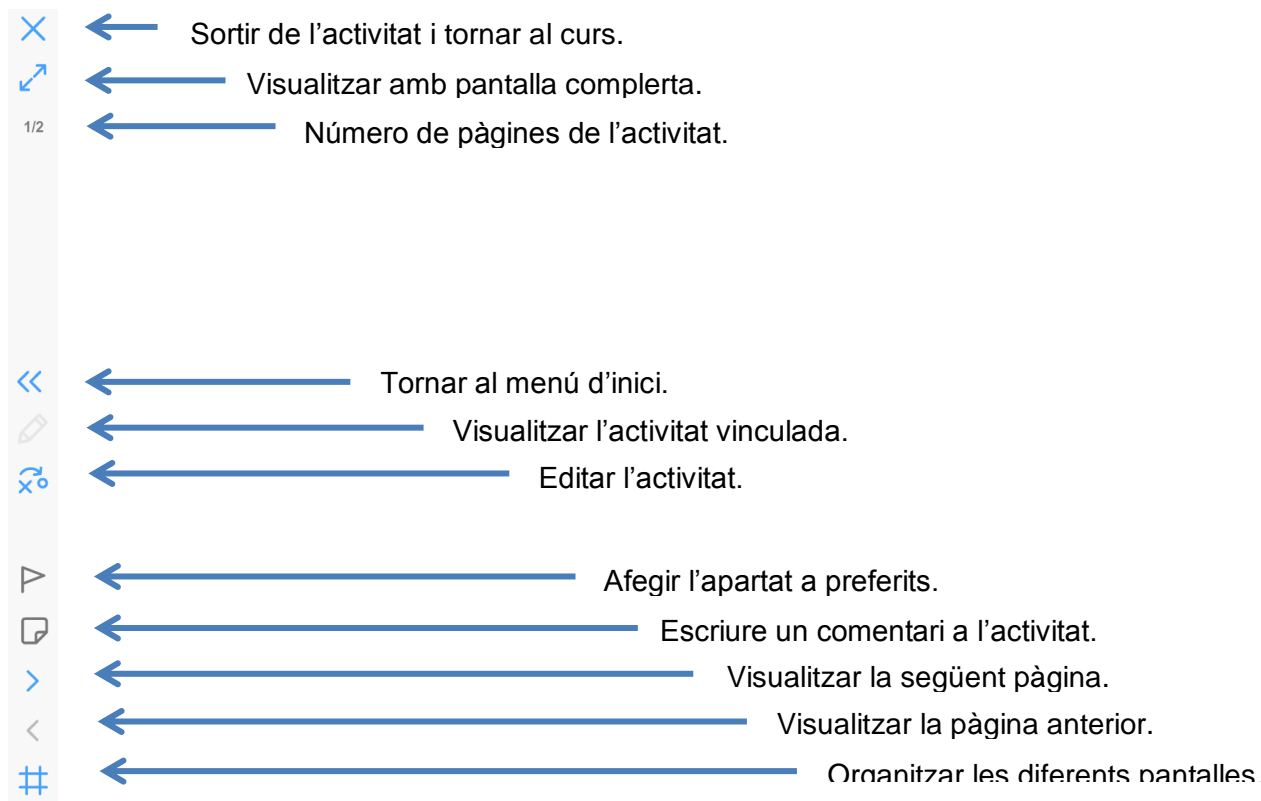 Sortir de l’activitat i tornar al curs.
Visualitzar amb pantalla complerta.
1/2
Número de pàgines de l’activitat.
Tornar al menú d’inici.
Visualitzar l’activitat vinculada.
Editar l’activitat.
Afegir l’apartat a preferits.
Escriure un comentari a l’activitat.
Visualitzar la següent pàgina.
Visualitzar la pàgina anterior.
Organitzar les diferents pantalles.